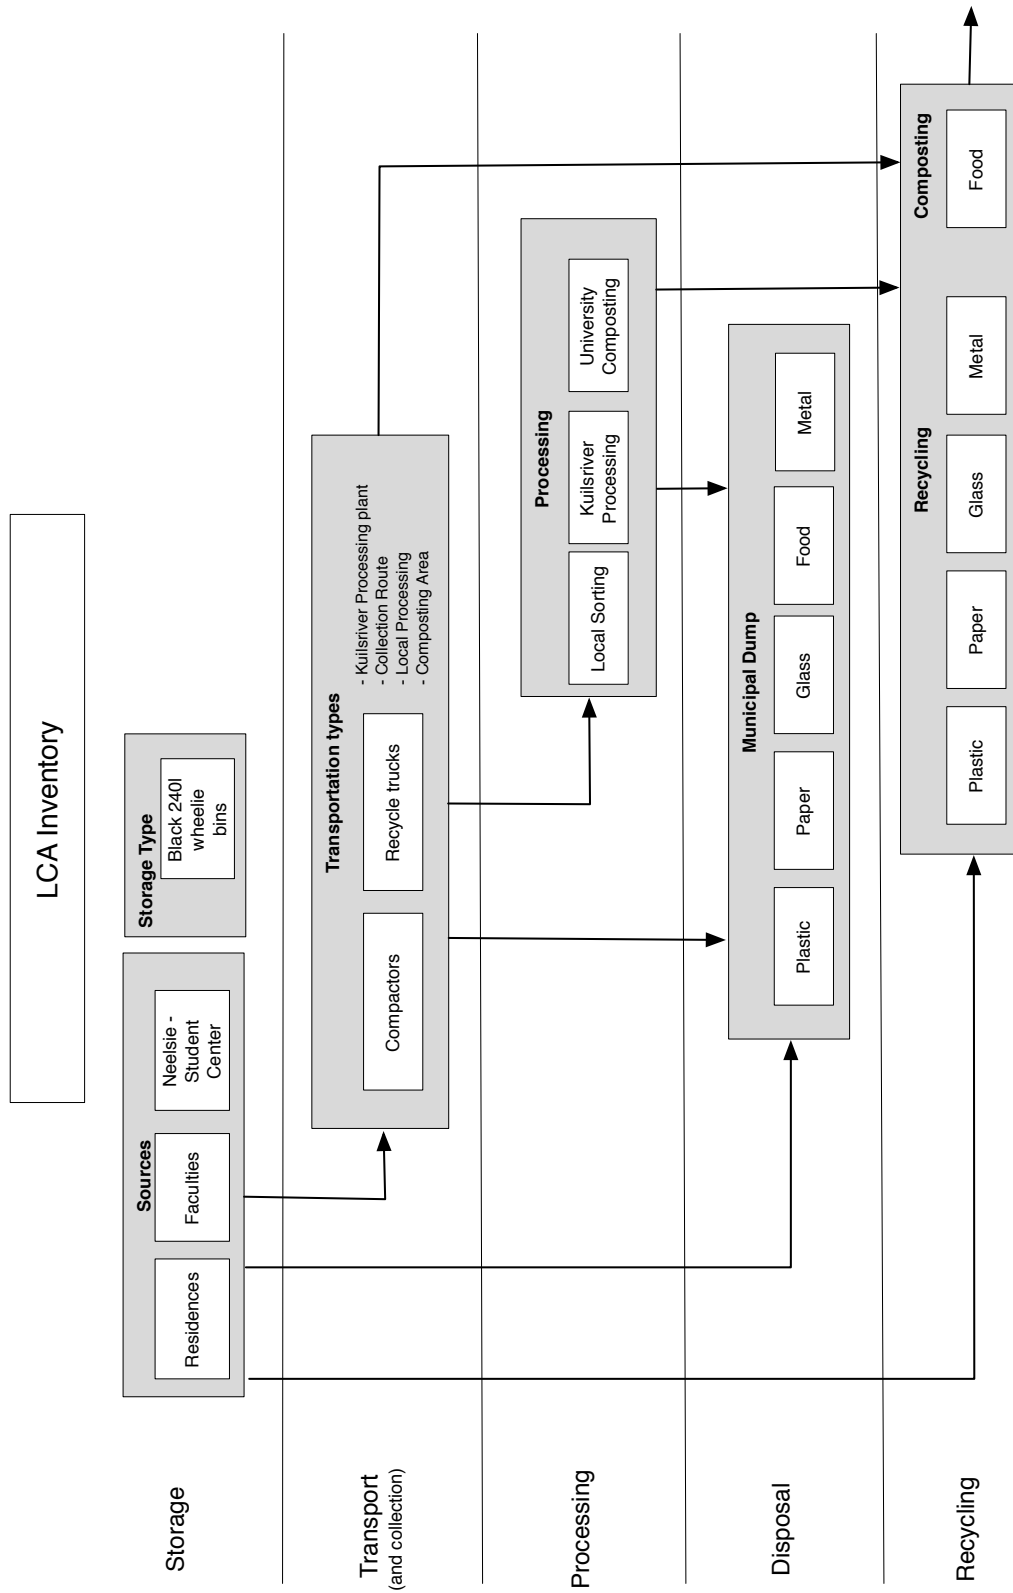 LCA Inventory
Storage
Sources
Residences
Faculties
Neelsie -
Student
Center
Storage Type
Black 240l
wheelie
bins
Transport
(and collection)
Transportation types
Compactors
Recycle trucks
- Kuilsriver Processing plant
- Collection Route
- Local Processing
- Composting Area
Processing
Processing
Local Sorting
Kuilsriver
Processing
University
Composting
Disposal
Municipal Dump
Plastic
Paper
Glass
Food
Metal
Recycling
Recycling
Composting
Plastic
Paper
Glass
Metal
Food